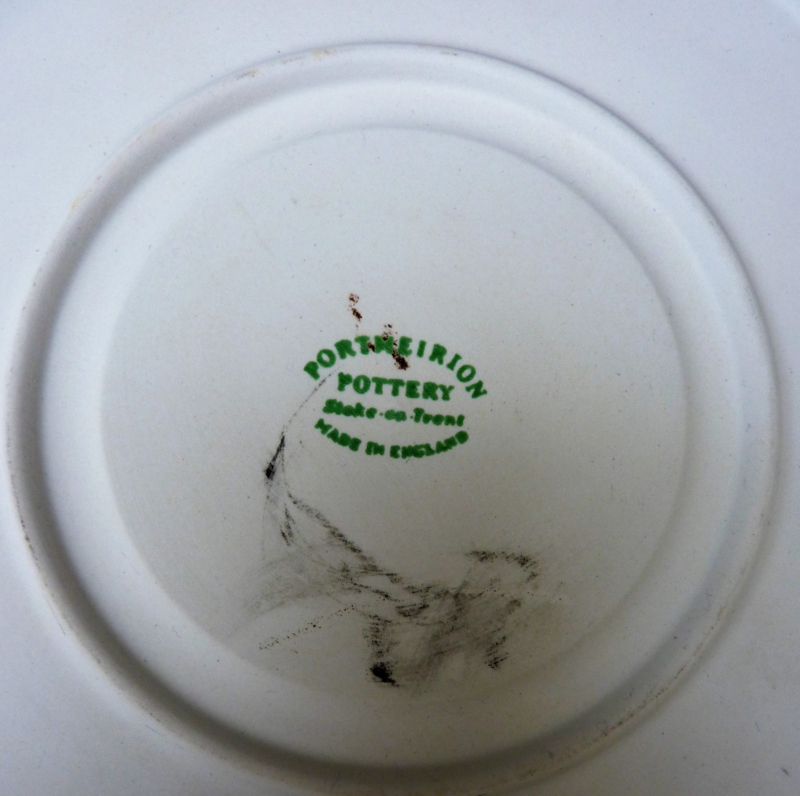 PORTMEIRION
POTTERY
Stoke-on-Trent
MADE IN ENGLAND